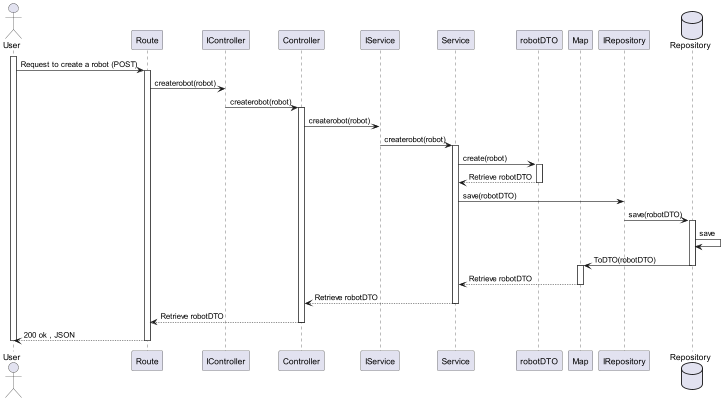 User
Route
IController
Controller
IService
Service
robotDTO
Map
IRepository
Repository
Request to create a robot (POST)
createrobot(robot)
createrobot(robot)
createrobot(robot)
createrobot(robot)
create(robot)
Retrieve robotDTO
save(robotDTO)
save(robotDTO)
save
ToDTO(robotDTO)
Retrieve robotDTO
Retrieve robotDTO
Retrieve robotDTO
200 ok , JSON
User
Route
IController
Controller
IService
Service
robotDTO
Map
IRepository
Repository